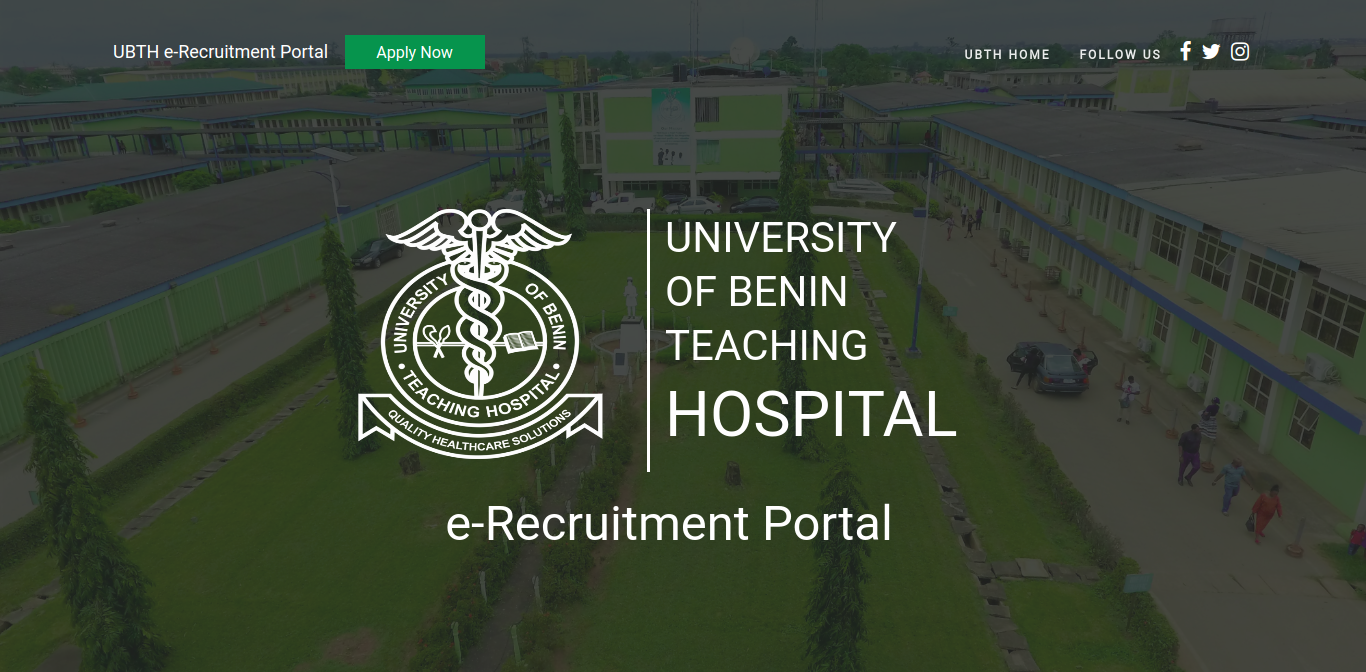 UBTH e-Recruitment Portal
Apply Now
UBTH HOME
FOLLOW US
UNIVERSITY OF BENIN
• TEACHING HOSPITAL •
QUALITY HEALTHCARE SOLUTIONS
UNIVERSITY
OF BENIN
TEACHING
HOSPITAL
e-Recruitment Portal